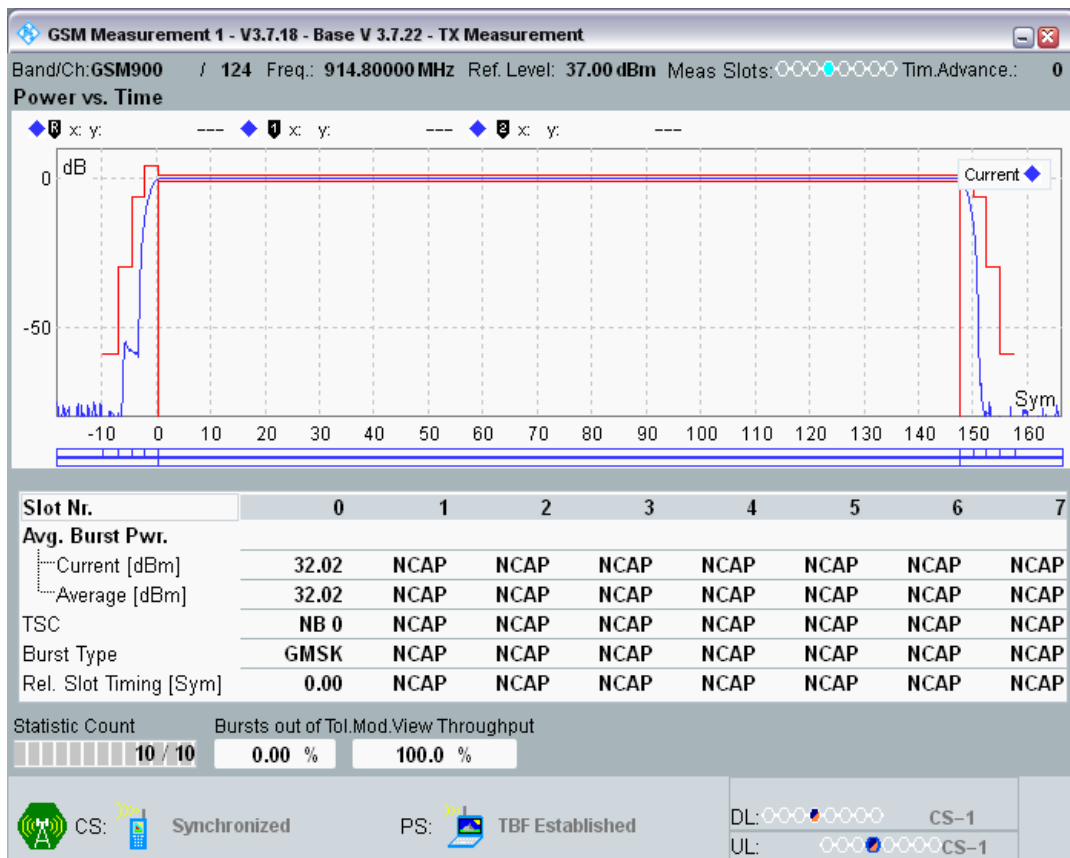 GSM Measurement 1 - V3.7.18 - Base V 3.7.22 - TX Measurement
Band/Ch:GSM900 / 124 Freq.: 914.80000 MHz Ref. Level: 37.00 dBm Meas Slots: Tim.Advance.: 0
Power vs. Time
R x: y: --- 1 x: y: --- 2 x: y: ---
dB
Current
0
-50
Sym
-10 0 10 20 30 40 50 60 70 80 90 100 110 120 130 140 150 160
Slot Nr. 0 1 2 3 4 5 6 7
Avg. Burst Pwr.
Current [dBm] 32.02 NCAP NCAP NCAP NCAP NCAP NCAP NCAP
Average [dBm] 32.02 NCAP NCAP NCAP NCAP NCAP NCAP NCAP
TSC NB 0 NCAP NCAP NCAP NCAP NCAP NCAP NCAP
Burst Type GMSK NCAP NCAP NCAP NCAP NCAP NCAP NCAP
Rel. Slot Timing [Sym] 0.00 NCAP NCAP NCAP NCAP NCAP NCAP NCAP
Statistic Count Bursts out of Tol.Mod.View Throughput
10 / 10 0.00 % 100.0 %
CS: Synchronized PS: TBF Established
DL: CS-1
UL: CS-1